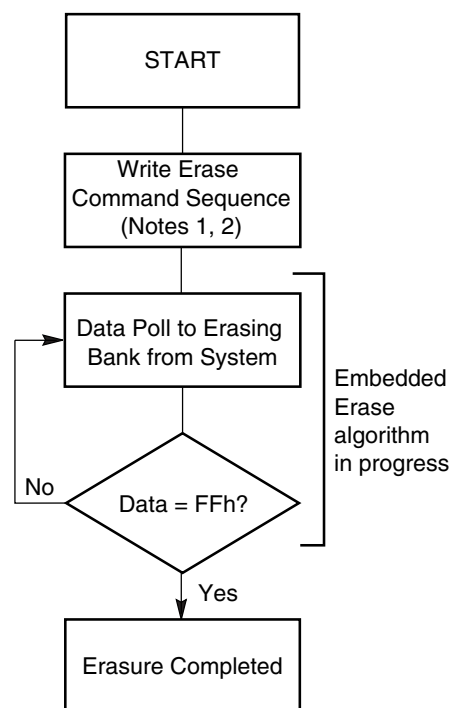 START
Write Erase
Command Sequence
(Notes 1, 2)
Data Poll to Erasing
Bank from System
Embedded
Erase
algorithm
in progress
No
Data = FFh?
Yes
Erasure Completed